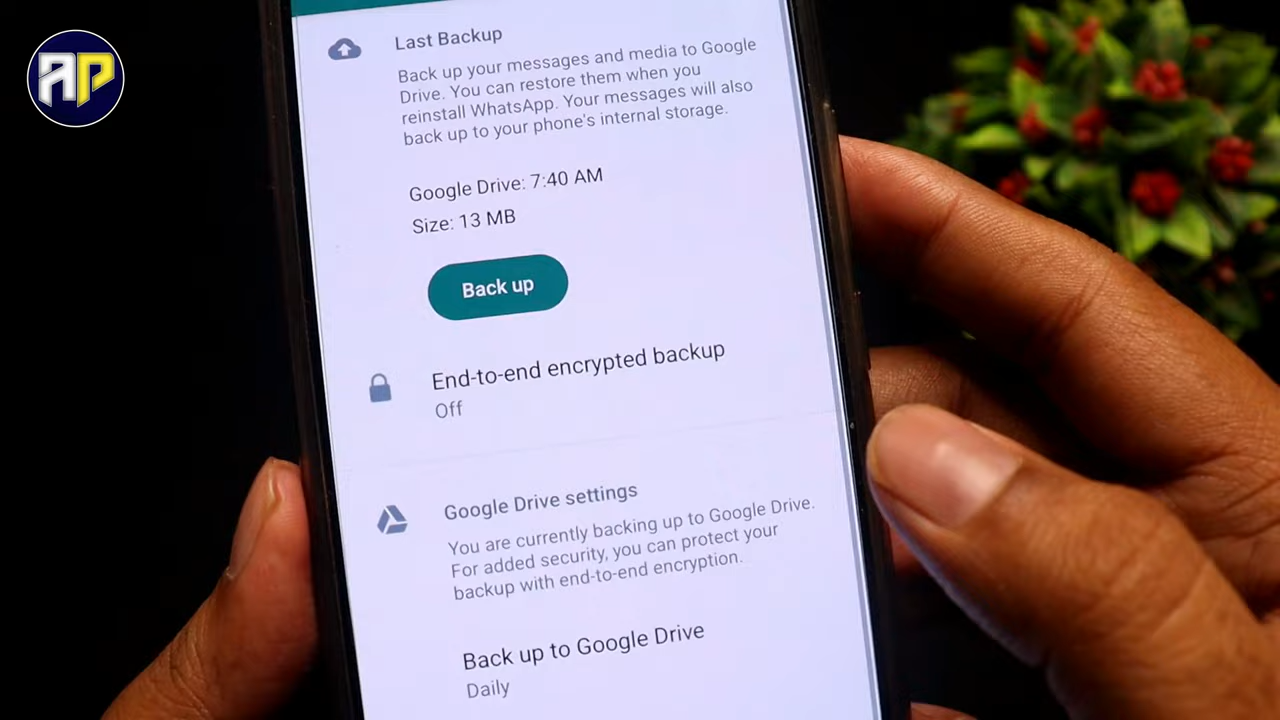 AP
Last Backup
Back up your messages and media to Google
Drive. You can restore them when you
reinstall WhatsApp. Your messages will also
back up to your phone's internal storage.
Google Drive: 7:40 AM
Size: 13 MB
Back up
End-to-end encrypted backup
Off
Google Drive settings
You are currently backing up to Google Drive.
For added security, you can protect your
backup with end-to-end encryption.
Back up to Google Drive
Daily